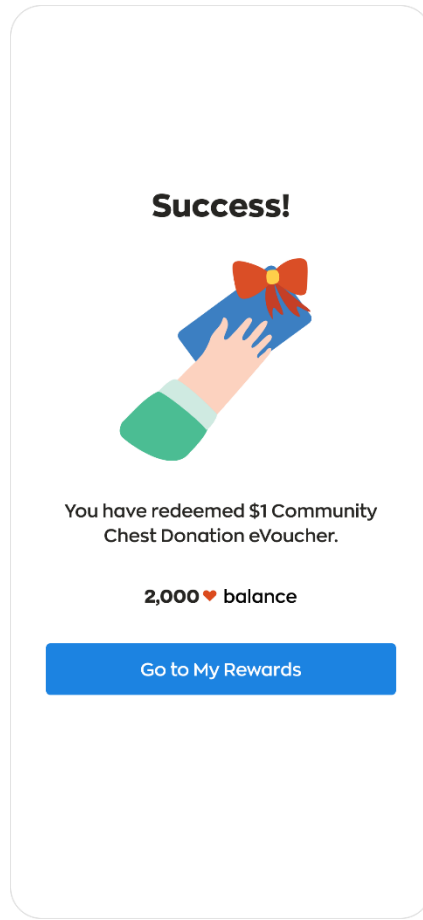 Success!
You have redeemed $1 Community
Chest Donation eVoucher.
2,000 ❤ balance
Go to My Rewards